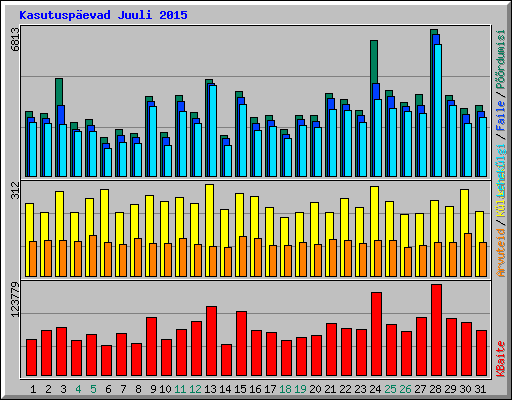 Kasutuspäevad Juuli 2015
6813
312
123779
Arvuteid / / Faile / Pöördumisi
KBaite
1 2 3 4 5 6 7 8 9 10 11 12 13 14 15 16 17 18 19 20 21 22 23 24 25 26 27 28 29 30 31